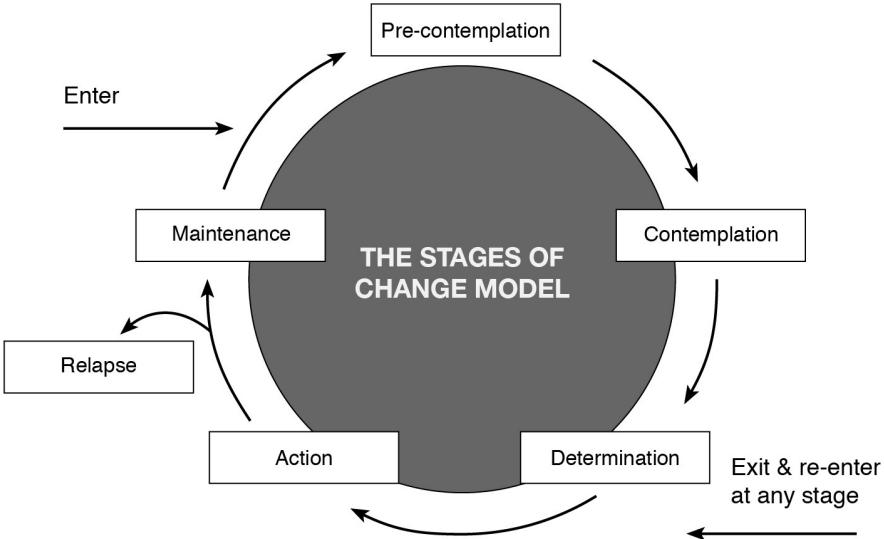 Pre-contemplation
Enter
Maintenance
Contemplation
THE STAGES OF
CHANGE MODEL
Relapse
Action
Determination
Exit & re-enter
at any stage